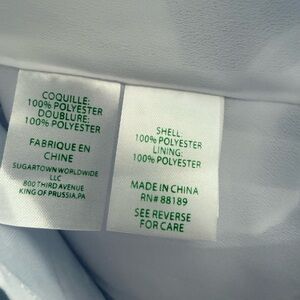 COQUILLE:
100% POLYESTER
DOUBLURE:
100% POLYESTER
FABRIQUE EN
CHINE
SUGARTOWN WORLDWIDE
LLC
800 THIRD AVENUE
KING OF PRUSSIA,PA
SHELL:
100% POLYESTER
LINING:
100% POLYESTER
MADE IN CHINA
RN# 88189
SEE REVERSE
FOR CARE